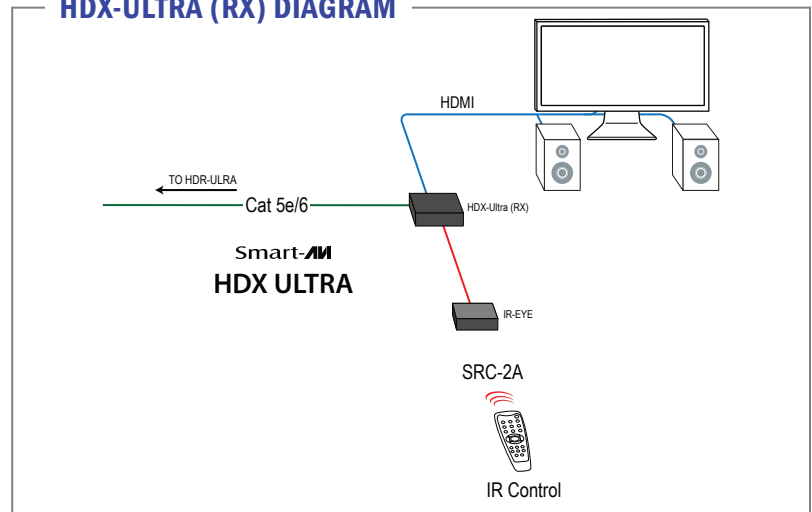 HDX-ULTRA (RX) DIAGRAM
HDMI
TO HDR-ULRA
Cat 5e/6
HDX-Ultra (RX)
Smart-AVI
HDX ULTRA
IR-EYE
SRC-2A
IR Control